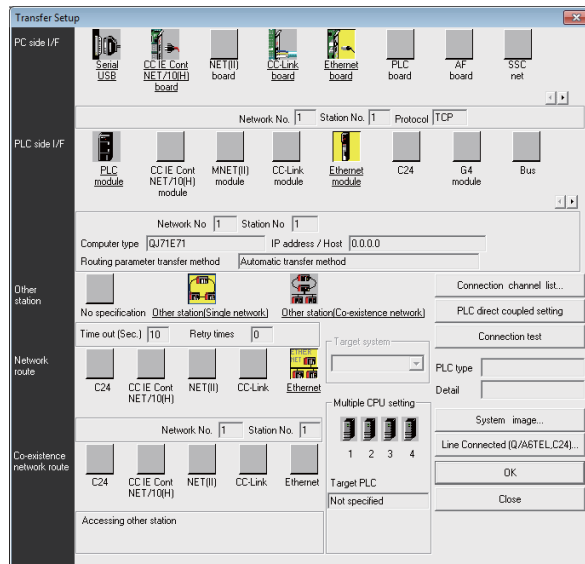 Transfer Setup
PC side I/F
Serial USB
CC IE Cont NET/10(H) board
NET(II) board
CC-Link board
Ethernet board
PLC board
AF board
SSC net
Network No. 1 Station No. 1 Protocol TCP
PLC side I/F
PLC module
CC IE Cont NET/10(H) module
MNET(II) module
CC-Link module
Ethernet module
C24
G4 module
Bus
Network No 1 Station No 1
Computer type QJ71E71 IP address / Host 0.0.0.0
Routing parameter transfer method Automatic transfer method
Other station
No specification Other station(Single network) Other station(Co-existence network)
Time out (Sec.) 10 Retry times 0
Network route
C24
CC IE Cont NET/10(H)
NET(II)
CC-Link
ETHER NET
Ethernet
Network No. 1 Station No. 1
Co-existence network route
C24
CC IE Cont NET/10(H)
NET(II)
CC-Link
Ethernet
Accessing other station
Target system
Multiple CPU setting
1 2 3 4
Target PLC
Not specified
Connection channel list...
PLC direct coupled setting
Connection test
PLC type
Detail
System image...
Line Connected (Q/A6TEL,C24)...
OK
Close